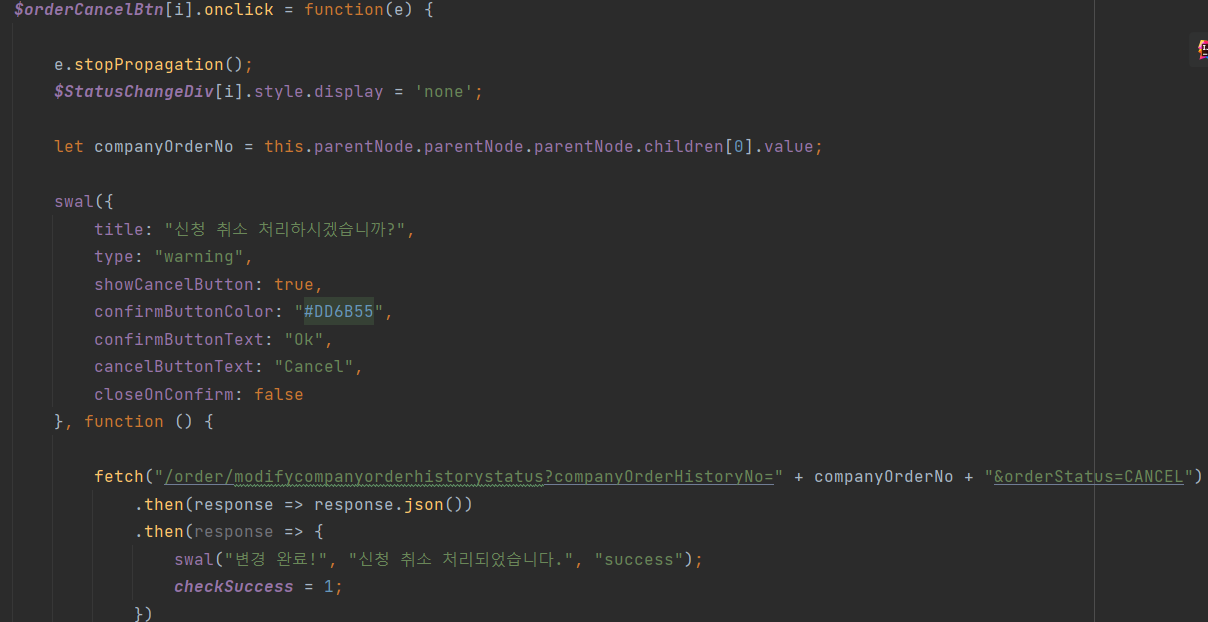 $orderCancelBtn[i].onclick = function(e) {
e.stopPropagation();
$StatusChangeDiv[i].style.display = 'none';
let companyOrderNo = this.parentNode.parentNode.parentNode.children[0].value;
swal({
title: "신청 취소 처리하시겠습니까?",
type: "warning",
showCancelButton: true,
confirmButtonColor: "#DD6B55",
confirmButtonText: "Ok",
cancelButtonText: "Cancel",
closeOnConfirm: false
}, function () {
fetch("/order/modifycompanyorderhistorystatus?companyOrderHistoryNo=" + companyOrderNo + "&orderStatus=CANCEL")
.then(response => response.json())
.then(response => {
swal("변경 완료!", "신청 취소 처리되었습니다.", "success");
checkSuccess = 1;
})